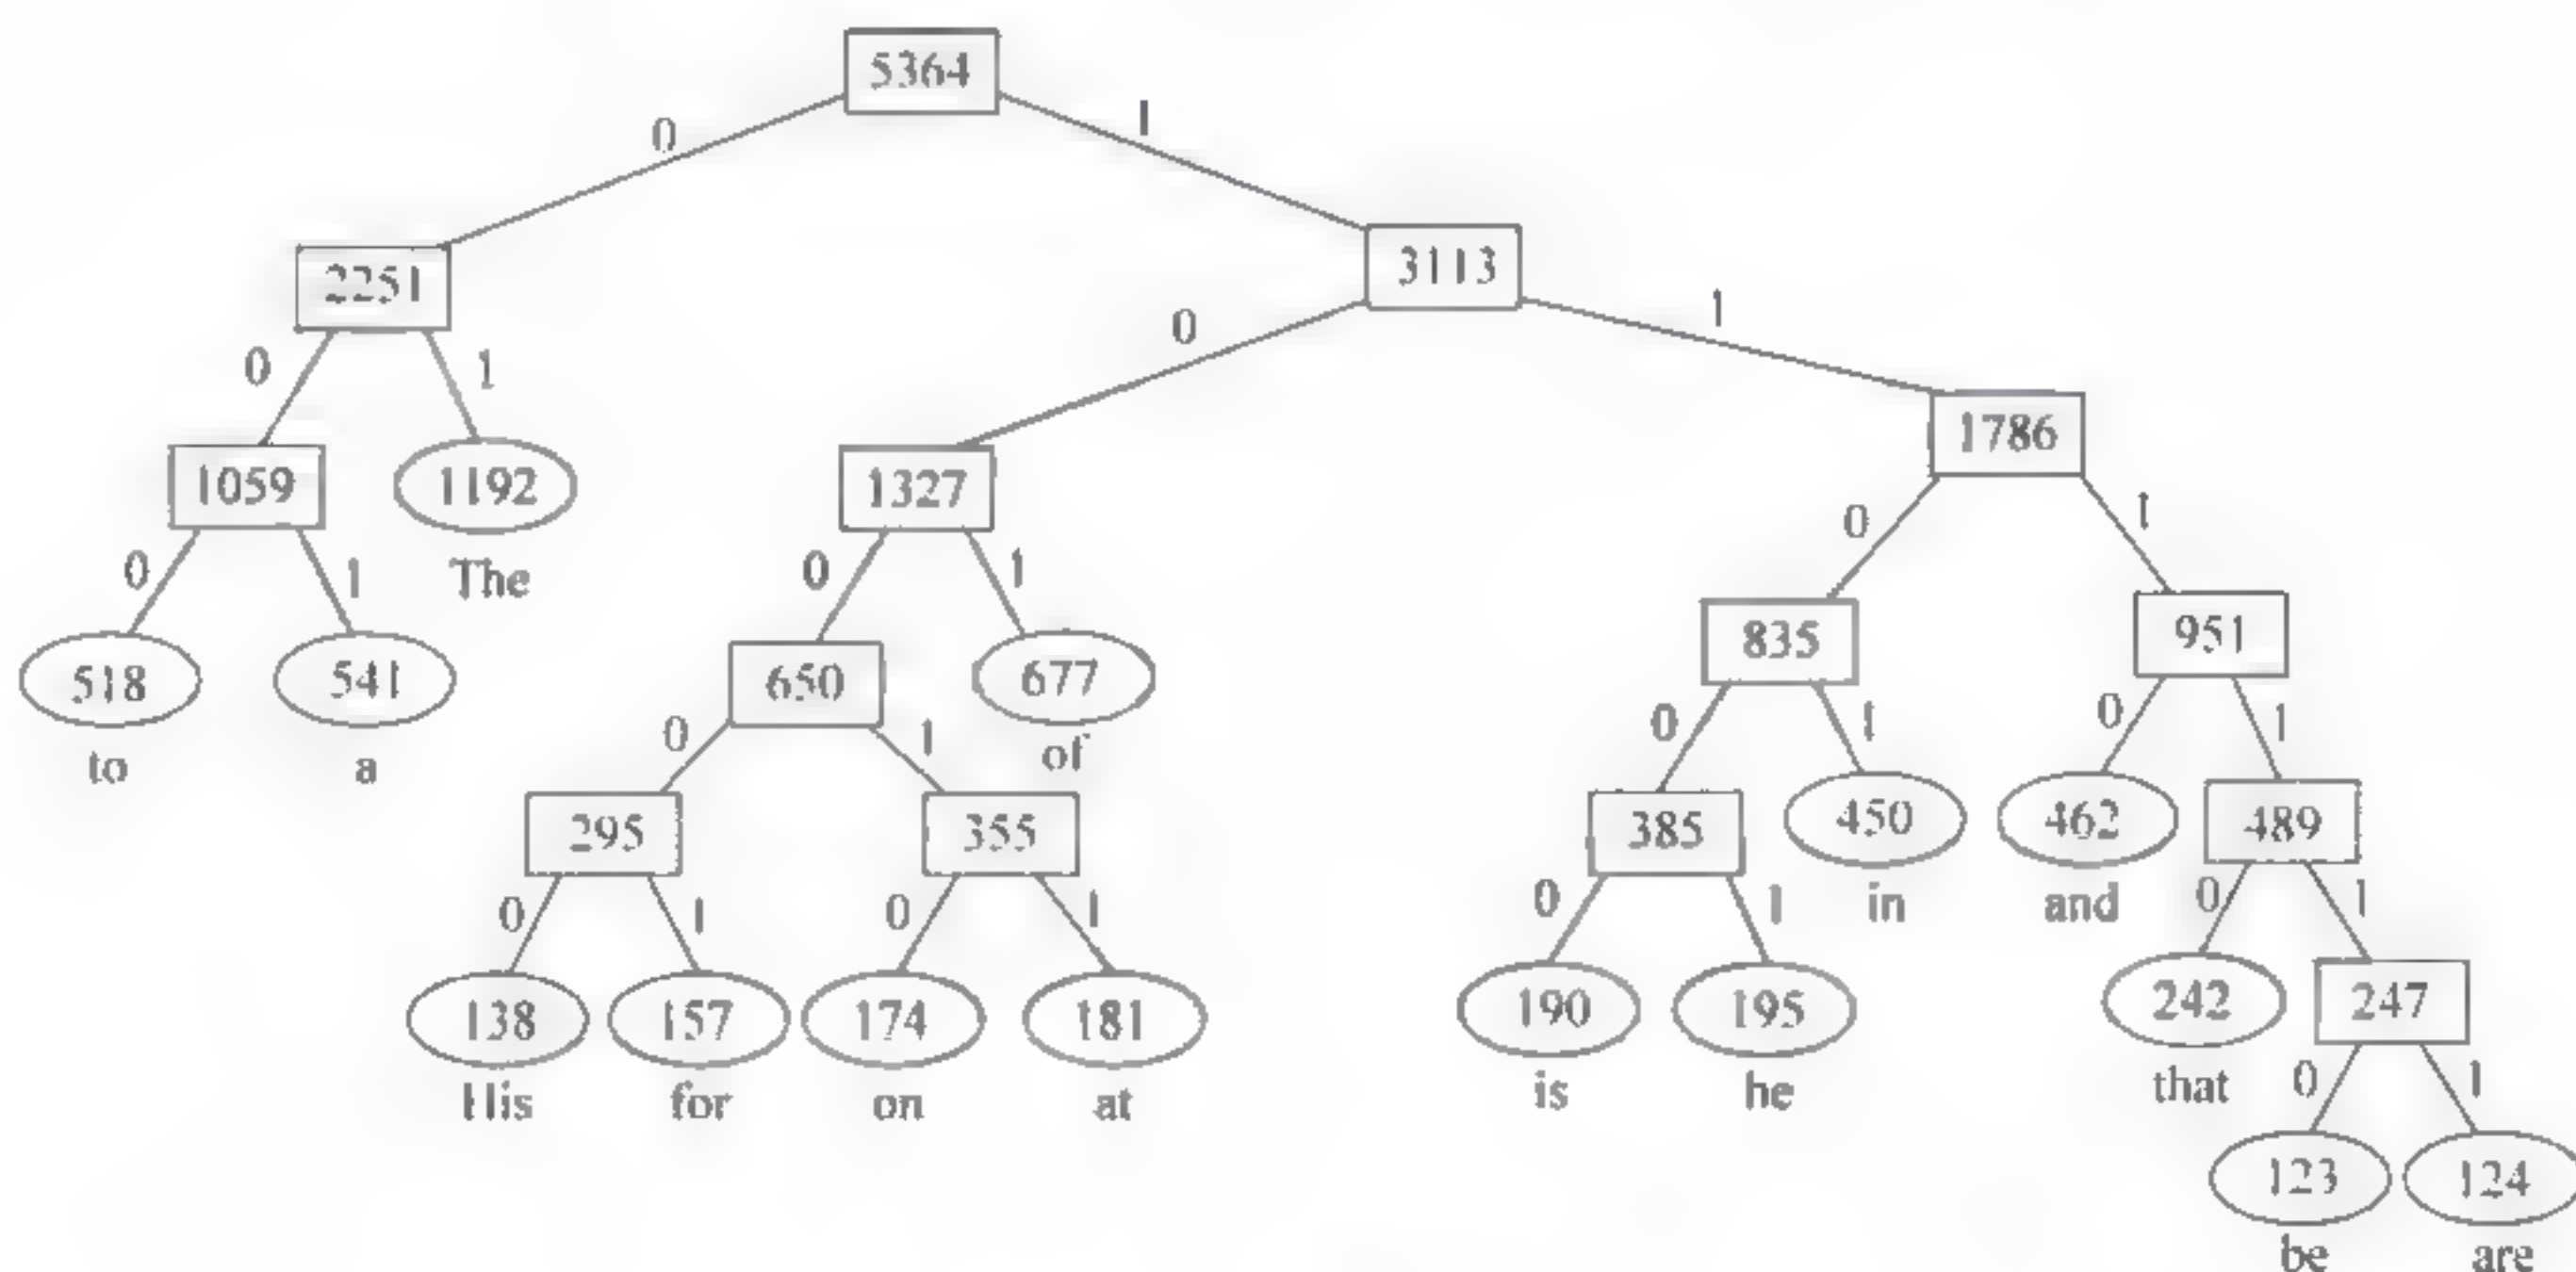 5364
0 1
2251 3113
0 1 0 1
1059 1192 1327 1786
The
0 1 0 1 0 1
518 541 650 677 835 951
to a of
0 1 0 1 0 1
295 355 385 450 462 489
in and
0 1 0 1 0 1 0 1
138 157 174 181 190 195 242 247
His for on at is he that
0 1
123 124
be are